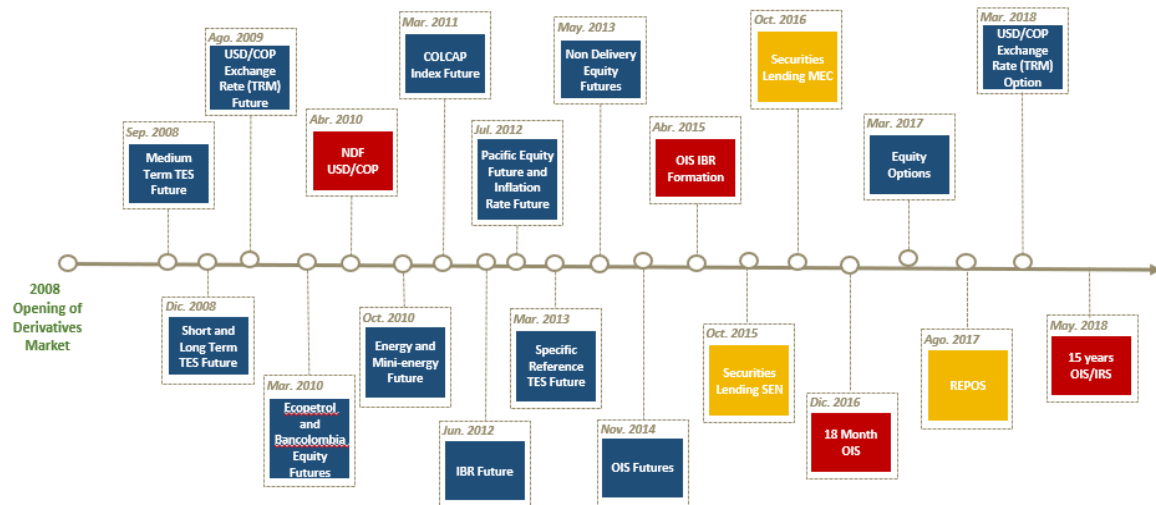 2008
Opening of
Derivatives
Market
Sep. 2008
Medium
Term TES
Future
Dic. 2008
Short and
Long Term
TES Future
Ago. 2009
USD/COP
Exchange
Rete (TRM)
Future
Mar. 2010
Ecopetrol
and
Bancolombia
Equity
Futures
Abr. 2010
NDF
USD/COP
Oct. 2010
Energy and
Mini-energy
Future
Mar. 2011
COLCAP
Index Future
Jun. 2012
IBR Future
Jul. 2012
Pacific Equity
Future and
Inflation
Rate Future
Mar. 2013
Specific
Reference
TES Future
May. 2013
Non Delivery
Equity
Futures
Nov. 2014
OIS Futures
Abr. 2015
OIS IBR
Formation
Oct. 2015
Securities
Lending SEN
Oct. 2016
Securities
Lending MEC
Dic. 2016
18 Month
OIS
Mar. 2017
Equity
Options
Ago. 2017
REPOS
Mar. 2018
USD/COP
Exchange
Rate (TRM)
Option
May. 2018
15 years
OIS/IRS